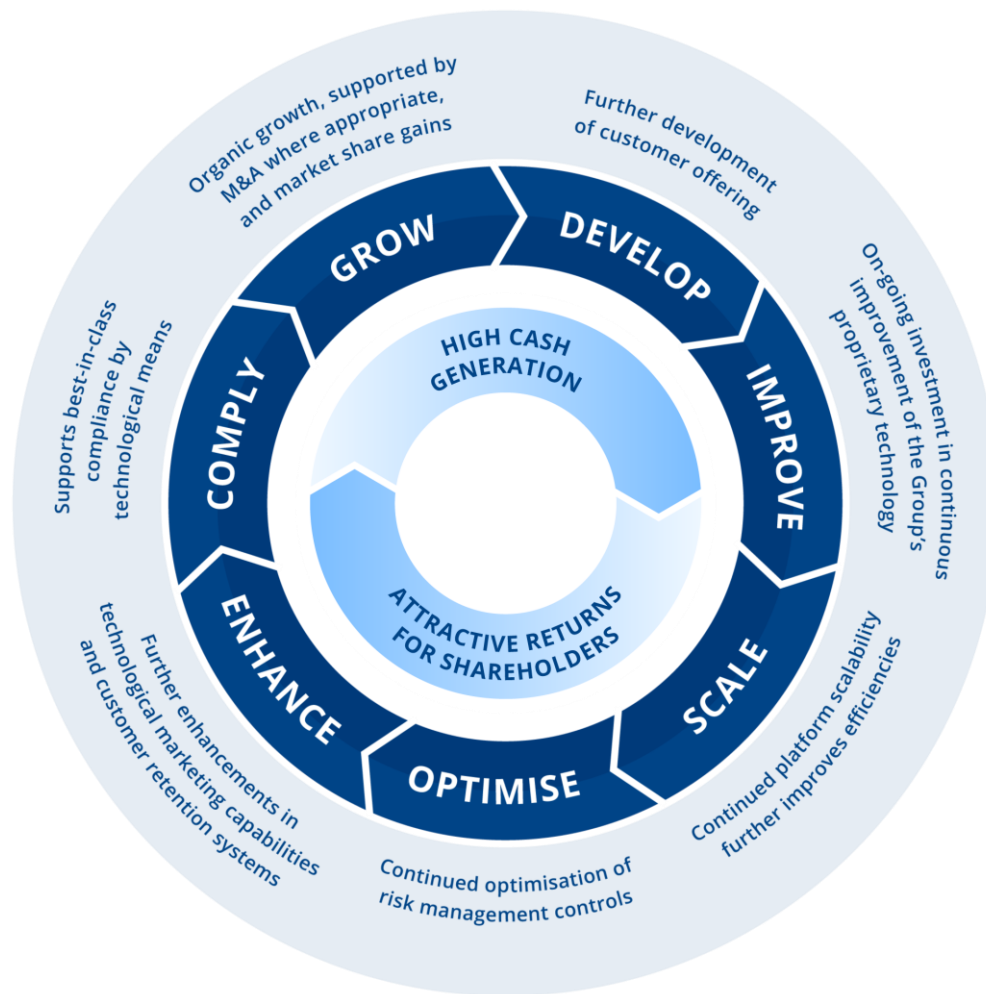 Organic growth, supported by
M&A where appropriate,
and market share gains
GROW
Further development
of customer offering
DEVELOP
On-going investment in continuous
improvement of the Group's
proprietary technology
IMPROVE
Continued platform scalability
further improves efficiencies
SCALE
Continued optimisation of
risk management controls
OPTIMISE
Further enhancements in
technological marketing capabilities
and customer retention systems
ENHANCE
Supports best-in-class
compliance by
technological means
COMPLY
HIGH CASH
GENERATION
ATTRACTIVE RETURNS
FOR SHAREHOLDERS